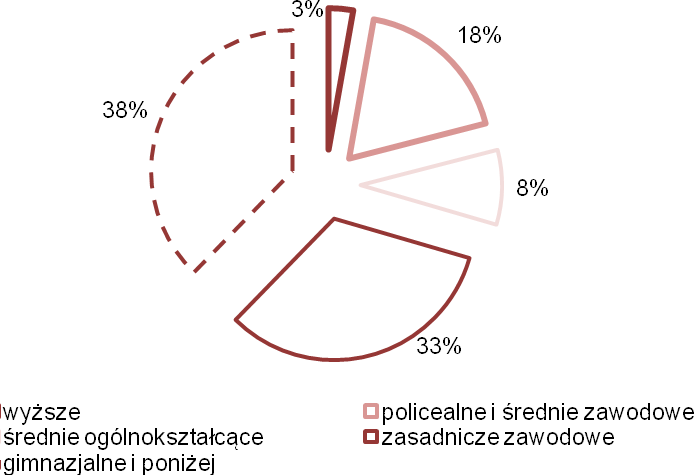 3%
18%
38%
8%
33%
wyższe policealne i średnie zawodowe
średnie ogólnokształcące zasadnicze zawodowe
gimnazjalne i poniżej